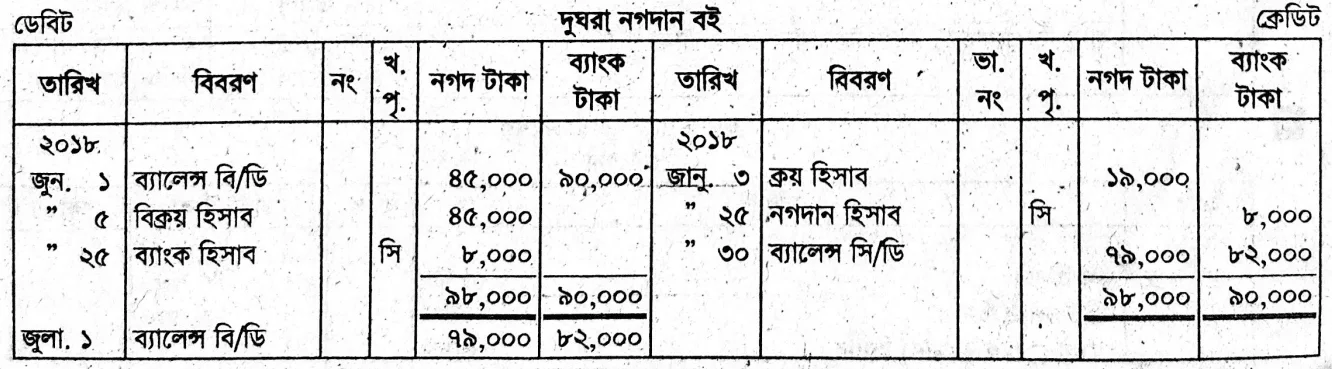 ডেবিট দুঘরা নগদান বই ক্রেডিট
তারিখ বিবরণ নং খ. পৃ. নগদ টাকা ব্যাংক টাকা তারিখ বিবরণ ভা. নং খ. পৃ. নগদ টাকা ব্যাংক টাকা
২০১৮ ২০১৮
জুন. ১ ব্যালেন্স বি/ডি ৪৫,০০০ ৯০,০০০ জানু. ৩ ক্রয় হিসাব ১৯,০০০
" ৫ বিক্রয় হিসাব ৪৫,০০০ " ২৫ নগদান হিসাব সি ৮,০০০
" ২৫ ব্যাংক হিসাব সি ৮,০০০ " ৩০ ব্যালেন্স সি/ডি ৭৯,০০০ ৮২,০০০
৯৮,০০০ ৯০,০০০ ৯৮,০০০ ৯০,০০০
জুলা. ১ ব্যালেন্স বি/ডি ৭৯,০০০ ৮২,০০০